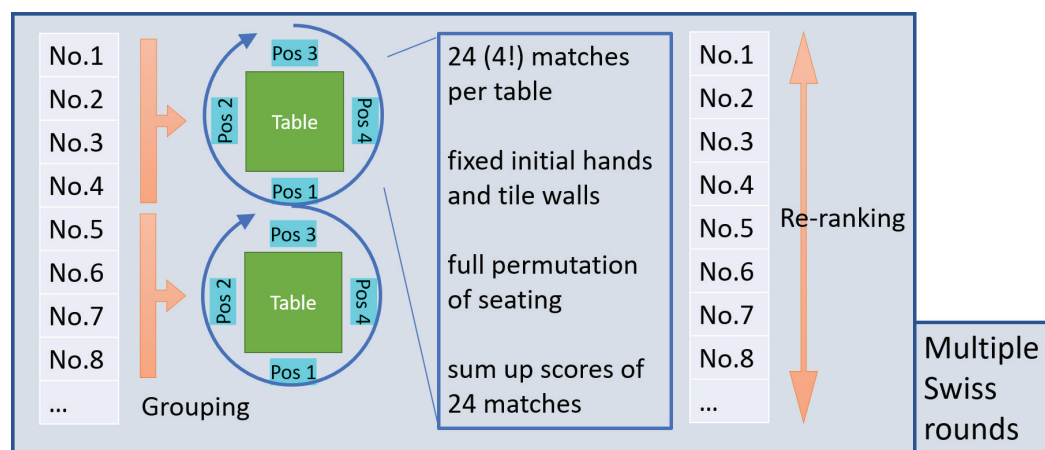 No.1
No.2
No.3
No.4
No.5
No.6
No.7
No.8
...
Grouping
Pos 3
Pos 2
Table
Pos 4
Pos 1
Pos 3
Pos 2
Table
Pos 4
Pos 1
24 (4!) matches
per table
fixed initial hands
and tile walls
full permutation
of seating
sum up scores of
24 matches
No.1
No.2
No.3
No.4
No.5
No.6
No.7
No.8
...
Re-ranking
Multiple
Swiss
rounds